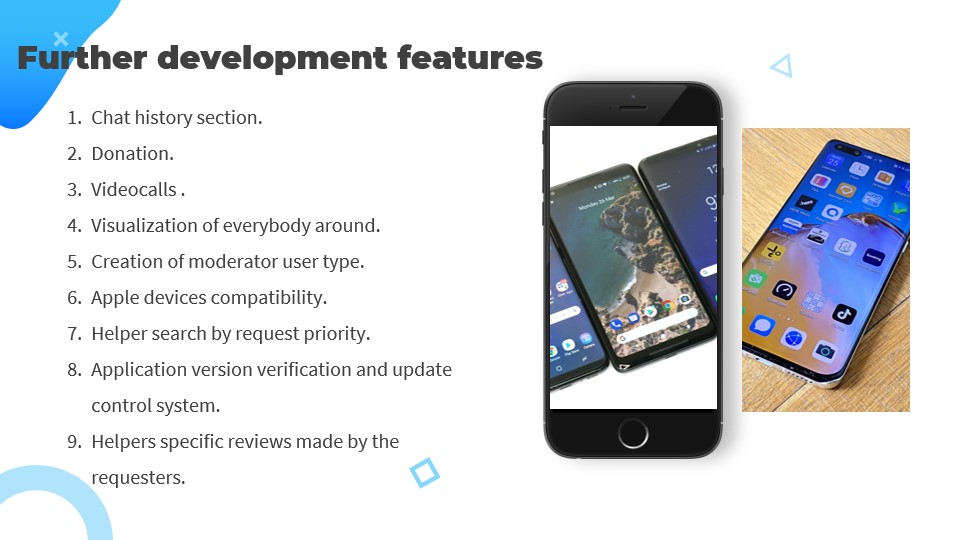 Further development features
1. Chat history section.
2. Donation.
3. Videocalls .
4. Visualization of everybody around.
5. Creation of moderator user type.
6. Apple devices compatibility.
7. Helper search by request priority.
8. Application version verification and update
control system.
9. Helpers specific reviews made by the
requesters.